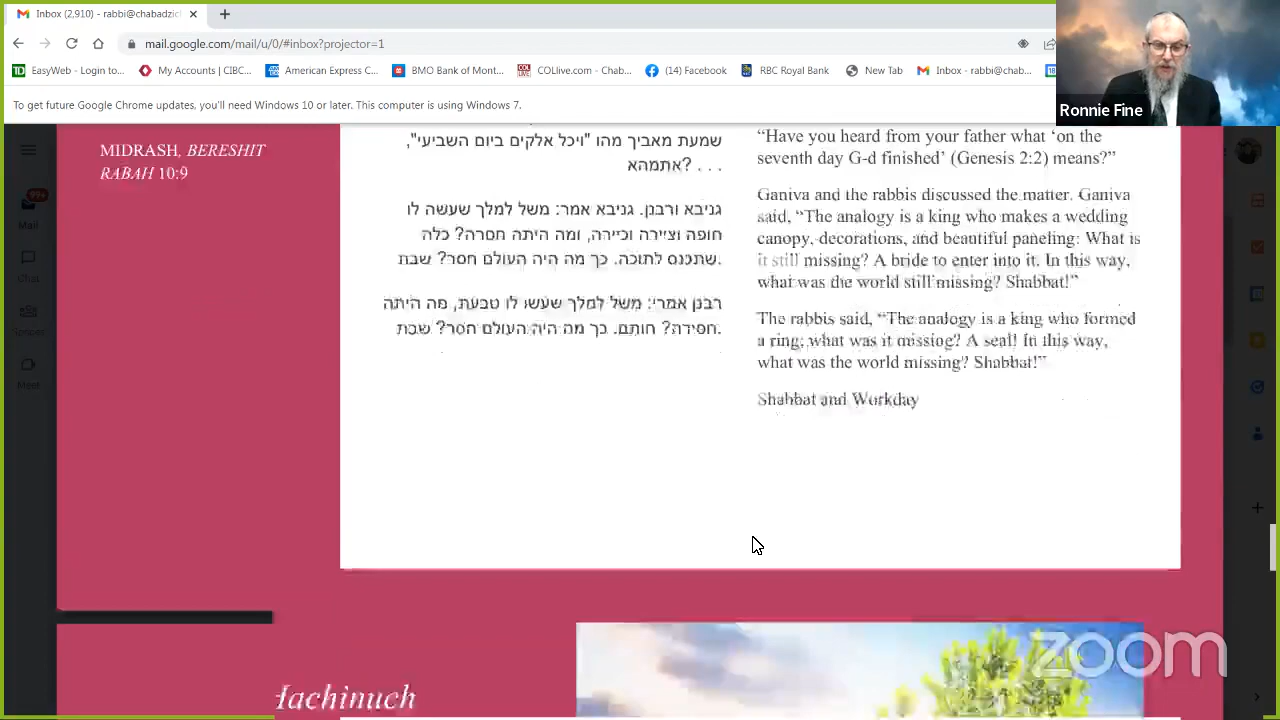 Inbox (2,910) - rabbi@chabadzic
mail.google.com/mail/u/0/#inbox?projector=1
EasyWeb - Login to...
My Accounts | CIBC...
American Express C...
BMO Bank of Mont...
COLlive.com - Chab...
(14) Facebook
RBC Royal Bank
New Tab
Inbox - rabbi@chab...
To get future Google Chrome updates, you'll need Windows 10 or later. This computer is using Windows 7.
Ronnie Fine
99+
Mail
Chat
Spaces
Meet
MIDRASH, BERESHIT
RABAH 10:9
שמעת מאביך מהו "ויכל אלקים ביום השביעי",
אתמהא? . . .
גניבא ורבנן. גניבא אמר: משל למלך שעשה לו
חופה וציירה וכיירה, ומה היתה חסרה? כלה
שתכנס לתוכה. כך מה היה העולם חסר? שבת.
רבנן אמרי: משל למלך שעשו לו טבעת, מה היתה
חסירה? חותם. כך מה היה העולם חסר? שבת.
“Have you heard from your father what ‘on the
seventh day G-d finished’ (Genesis 2:2) means?”
Ganiva and the rabbis discussed the matter. Ganiva
said, “The analogy is a king who makes a wedding
canopy, decorations, and beautiful paneling: What is
it still missing? A bride to enter into it. In this way,
what was the world still missing? Shabbat!”
The rabbis said, “The analogy is a king who formed
a ring; what was it missing? A seal! In this way,
what was the world missing? Shabbat!”
Shabbat and Workday
Hachinuch
zoom